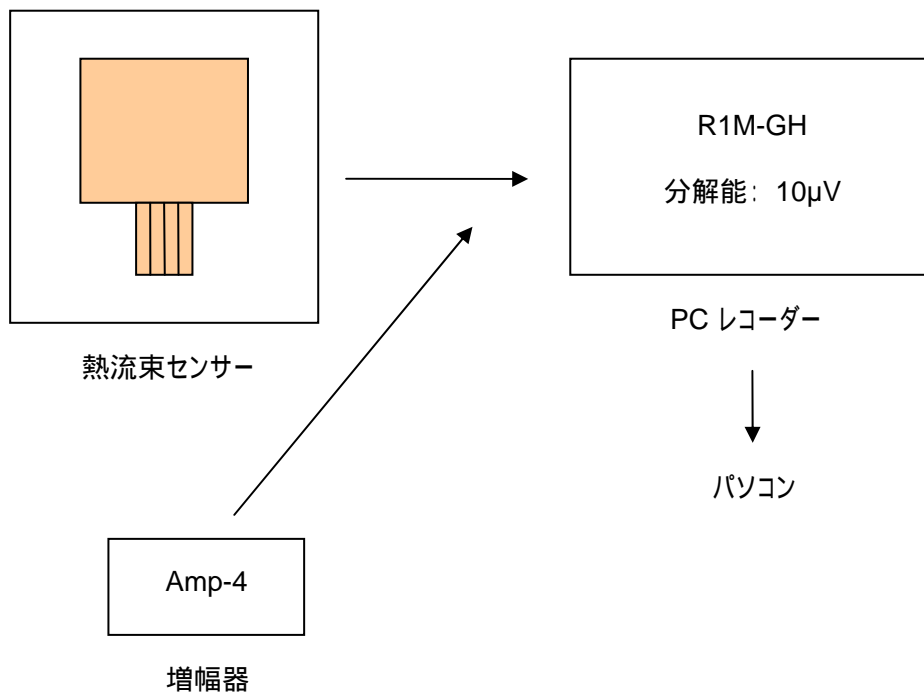 R1M-GH
分解能: 10μV
PC レコーダー
熱流束センサー
パソコン
Amp-4
増幅器